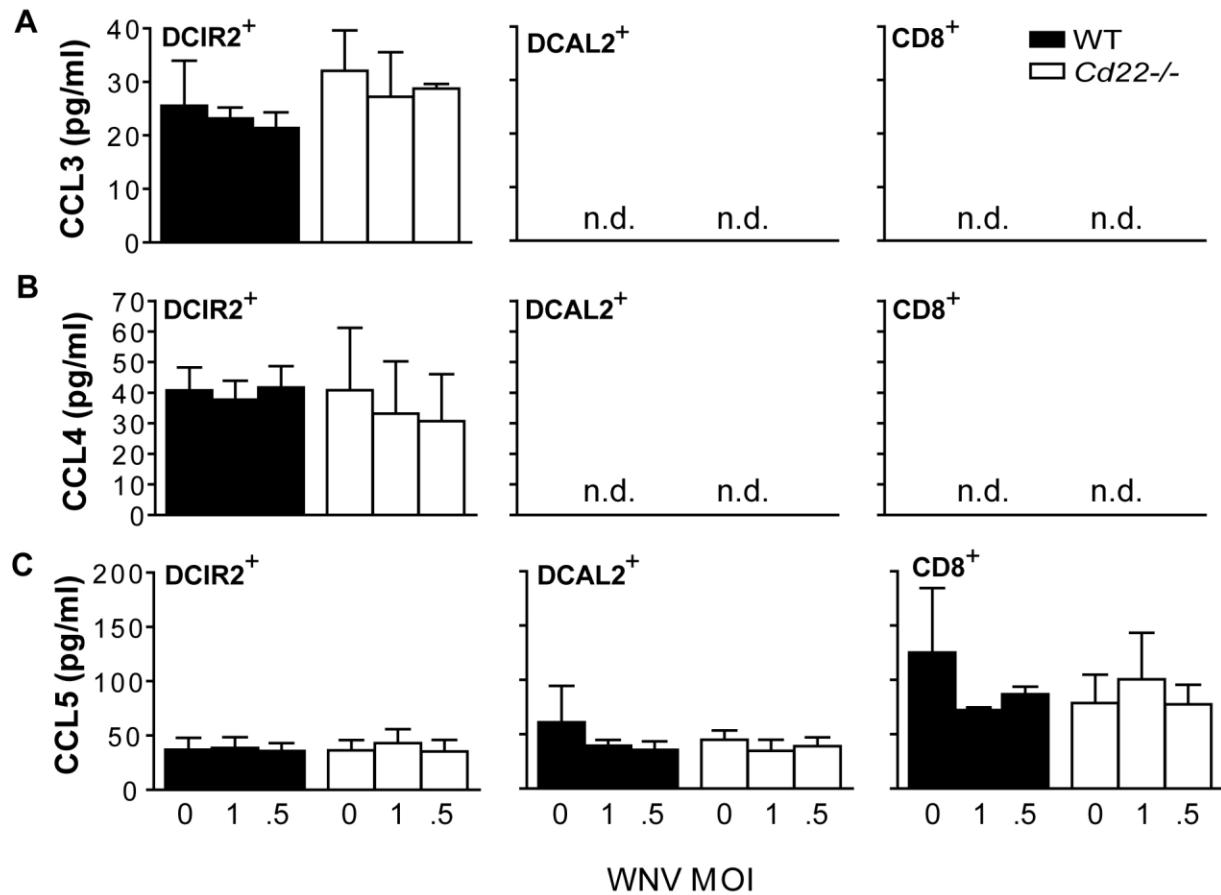 A
DCIR2+
DCAL2+
CD8+
WT
Cd22-/-
CCL3 (pg/ml)
40
30
20
10
0
n.d. n.d.
n.d. n.d.
B
DCIR2+
DCAL2+
CD8+
CCL4 (pg/ml)
70
60
50
40
30
20
10
0
n.d. n.d.
n.d. n.d.
C
DCIR2+
DCAL2+
CD8+
CCL5 (pg/ml)
200
150
100
50
0
0 1 .5 0 1 .5
0 1 .5 0 1 .5
0 1 .5 0 1 .5
WNV MOI